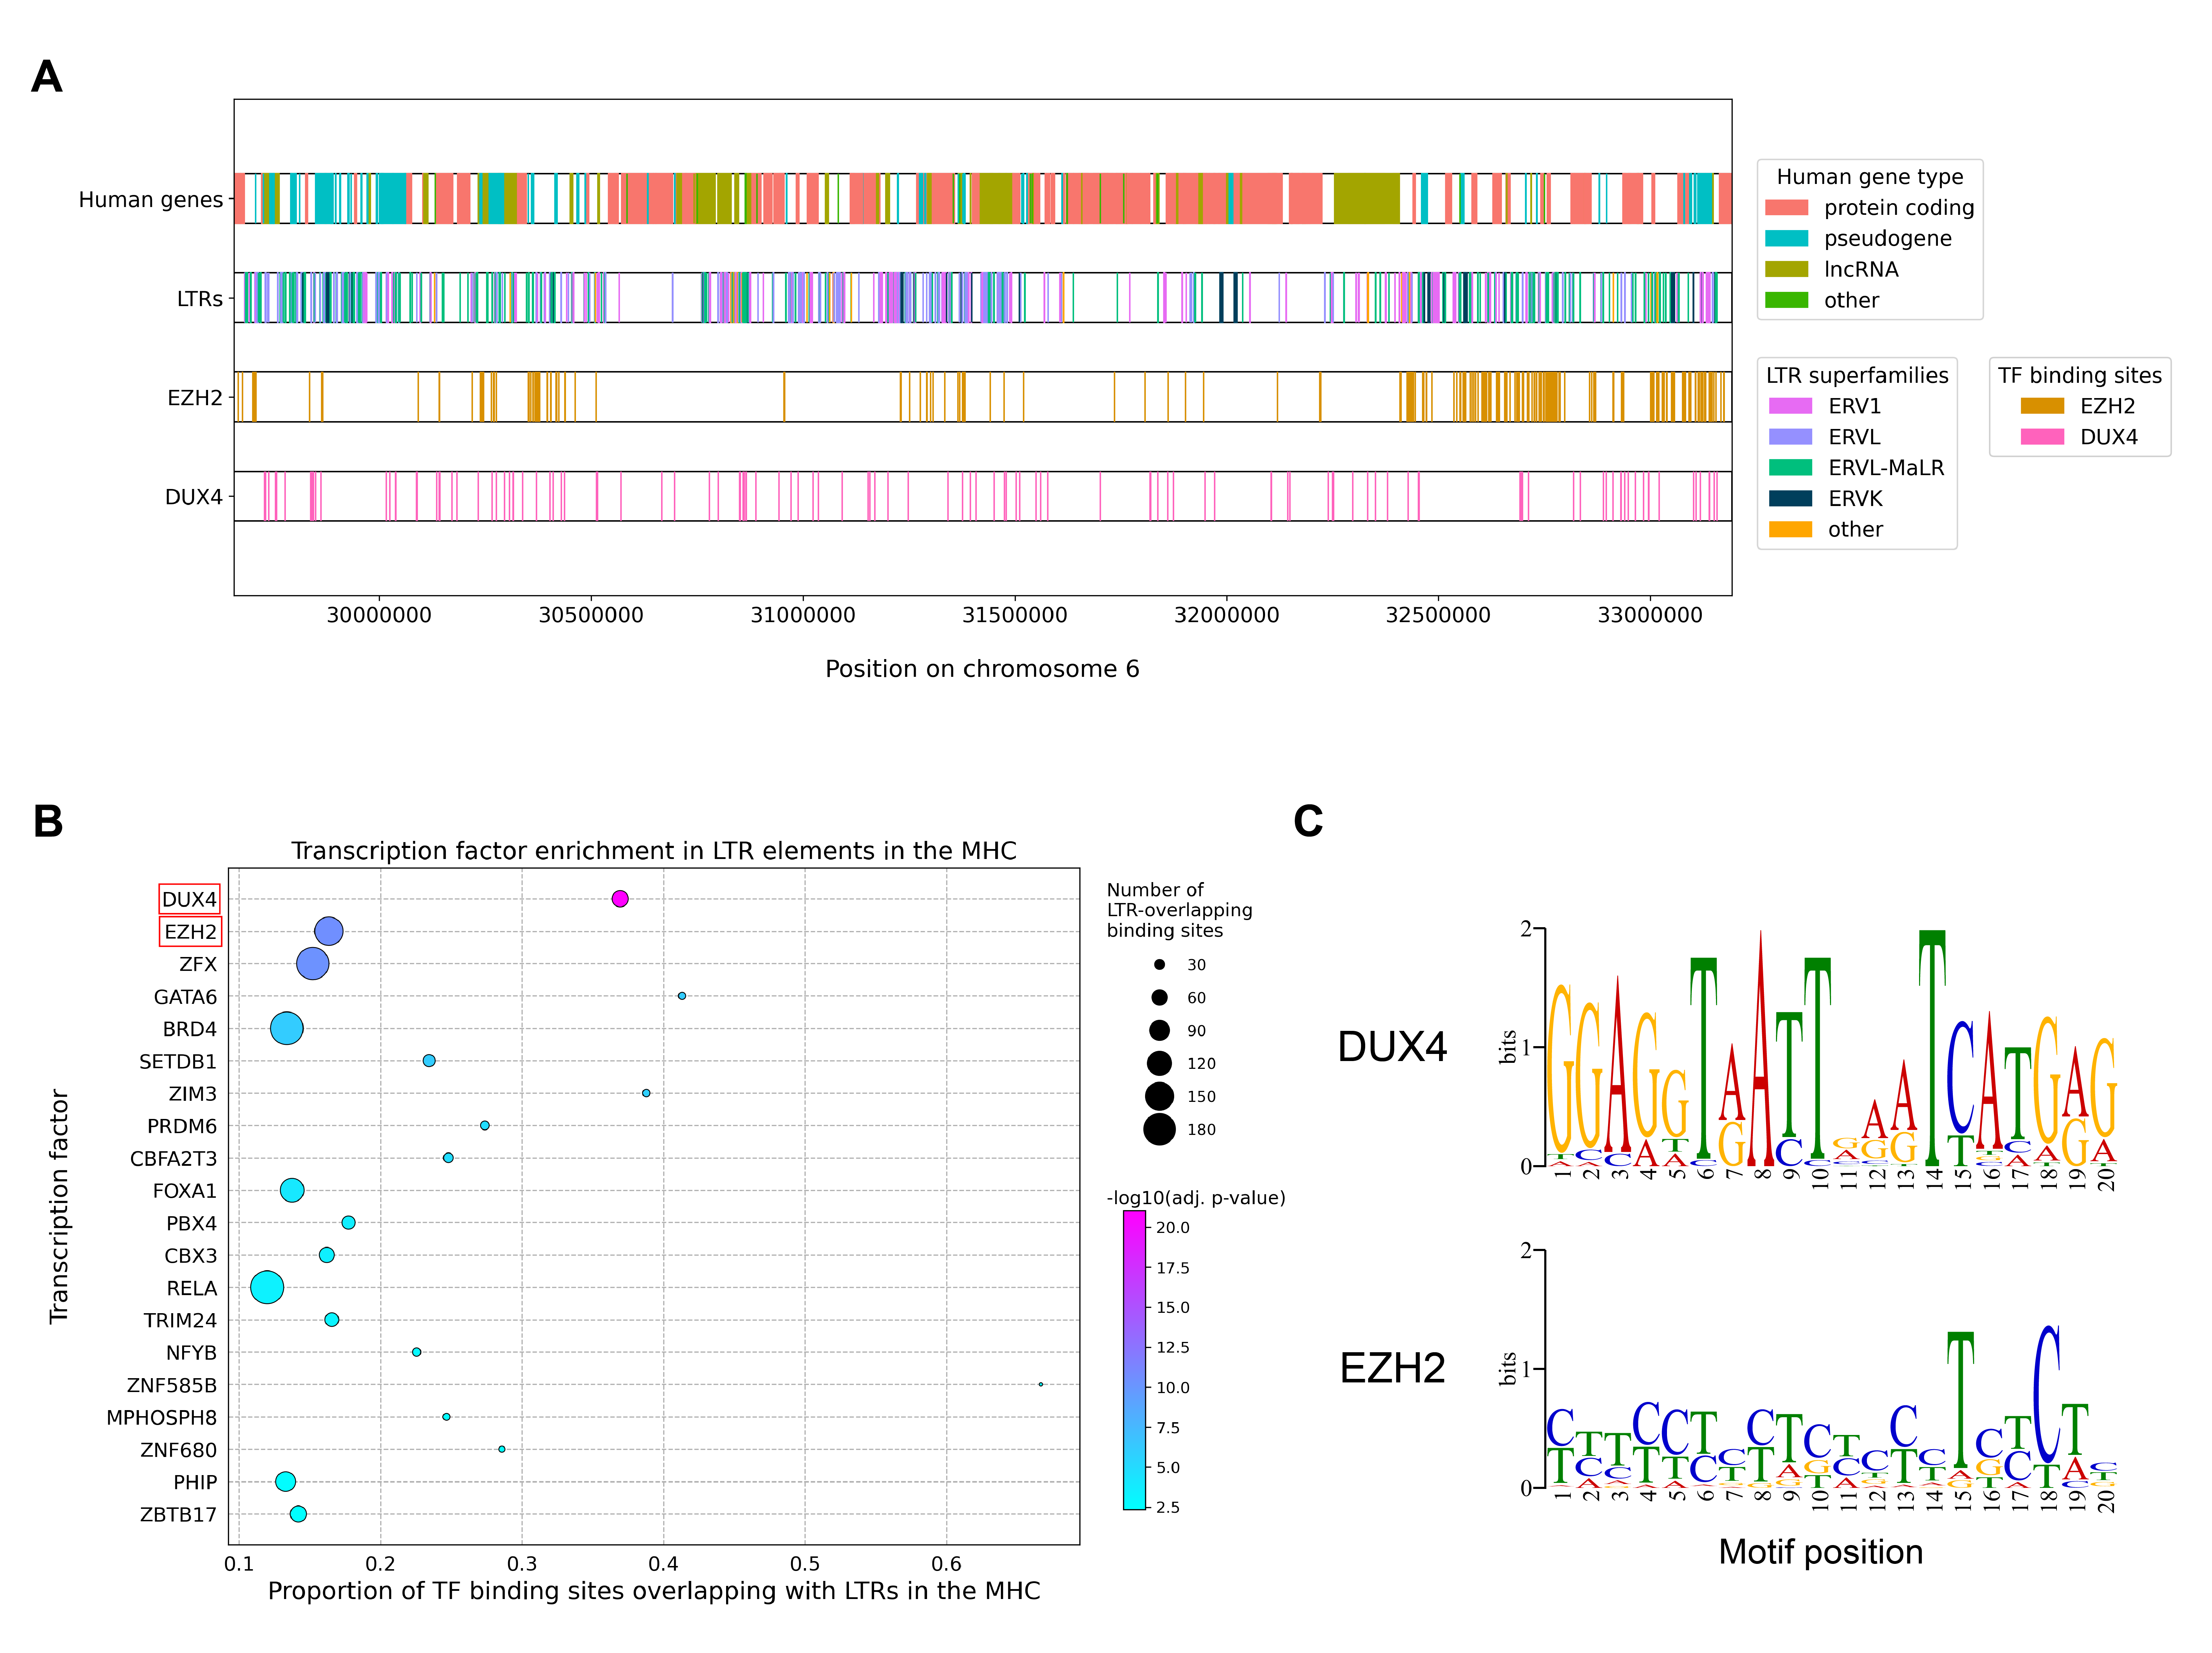 A
Human genes
LTRs
EZH2
DUX4
30000000 30500000 31000000 31500000 32000000 32500000 33000000
Position on chromosome 6
Human gene type
protein coding
pseudogene
lncRNA
other
LTR superfamilies
ERV1
ERVL
ERVL-MaLR
ERVK
other
TF binding sites
EZH2
DUX4
B
Transcription factor enrichment in LTR elements in the MHC
Transcription factor
DUX4
EZH2
ZFX
GATA6
BRD4
SETDB1
ZIM3
PRDM6
CBFA2T3
FOXA1
PBX4
CBX3
RELA
TRIM24
NFYB
ZNF585B
MPHOSPH8
ZNF680
PHIP
ZBTB17
0.1 0.2 0.3 0.4 0.5 0.6
Proportion of TF binding sites overlapping with LTRs in the MHC
Number of
LTR-overlapping
binding sites
30
60
90
120
150
180
-log10(adj. p-value)
20.0
17.5
15.0
12.5
10.0
7.5
5.0
2.5
C
DUX4
bits
2
1
0
GGAGGTAATT
AATCATGAG
1 2 3 4 5 6 7 8 9 10 11 12 13 14 15 16 17 18 19 20
EZH2
bits
2
1
0
CTTCCTCCTCTCCCTCTCTC
1 2 3 4 5 6 7 8 9 10 11 12 13 14 15 16 17 18 19 20
Motif position